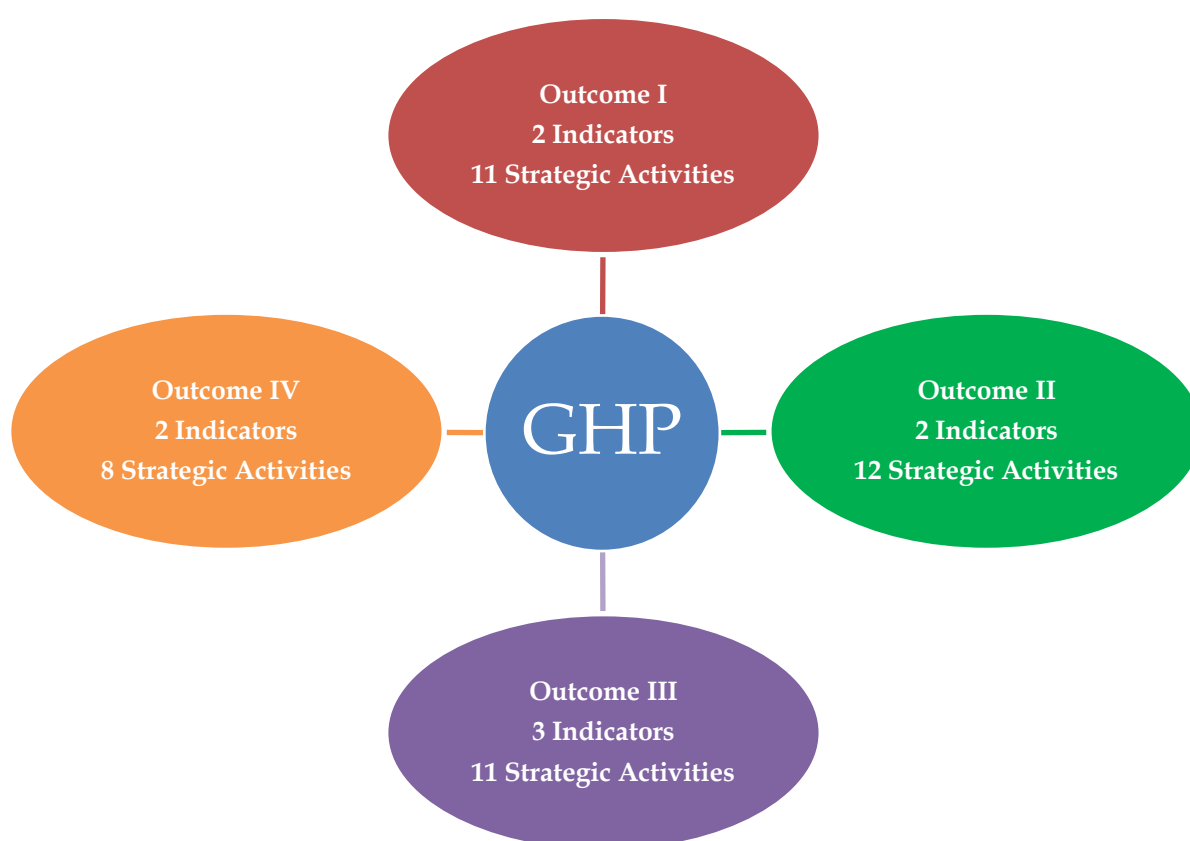 Outcome I
2 Indicators
11 Strategic Activities
Outcome IV
2 Indicators
8 Strategic Activities
GHP
Outcome II
2 Indicators
12 Strategic Activities
Outcome III
3 Indicators
11 Strategic Activities